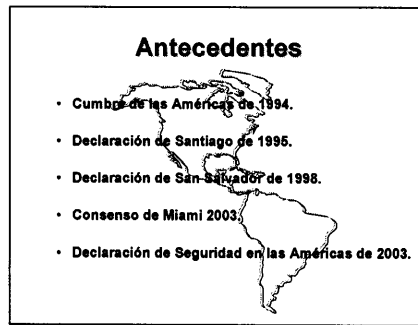 Antecedentes
• Cumbre de las Américas de 1994.
• Declaración de Santiago de 1995.
• Declaración de San Salvador de 1998.
• Consenso de Miami 2003.
• Declaración de Seguridad en las Américas de 2003.